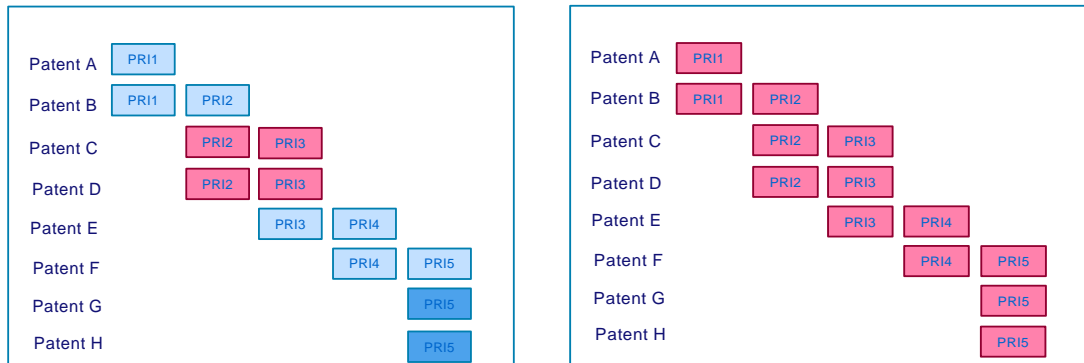 Patent A PRI1
Patent B PRI1 PRI2
Patent C PRI2 PRI3
Patent D PRI2 PRI3
Patent E PRI3 PRI4
Patent F PRI4 PRI5
Patent G PRI5
Patent H PRI5
Patent A PRI1
Patent B PRI1 PRI2
Patent C PRI2 PRI3
Patent D PRI2 PRI3
Patent E PRI3 PRI4
Patent F PRI4 PRI5
Patent G PRI5
Patent H PRI5